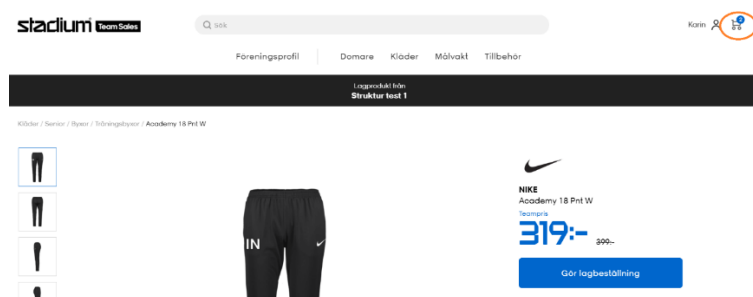 stadium Team Sales
Sök
Karin
Föreningsprofil Domare Kläder Målvakt Tillbehör
Lagprodukt från
Struktur test 1
Kläder / Senior / Byxor / Träningsbyxor / Academy 18 Pnt W
NIKE
Academy 18 Pnt W
Teampris
319:- 399:-
IN
Gör lagbeställning